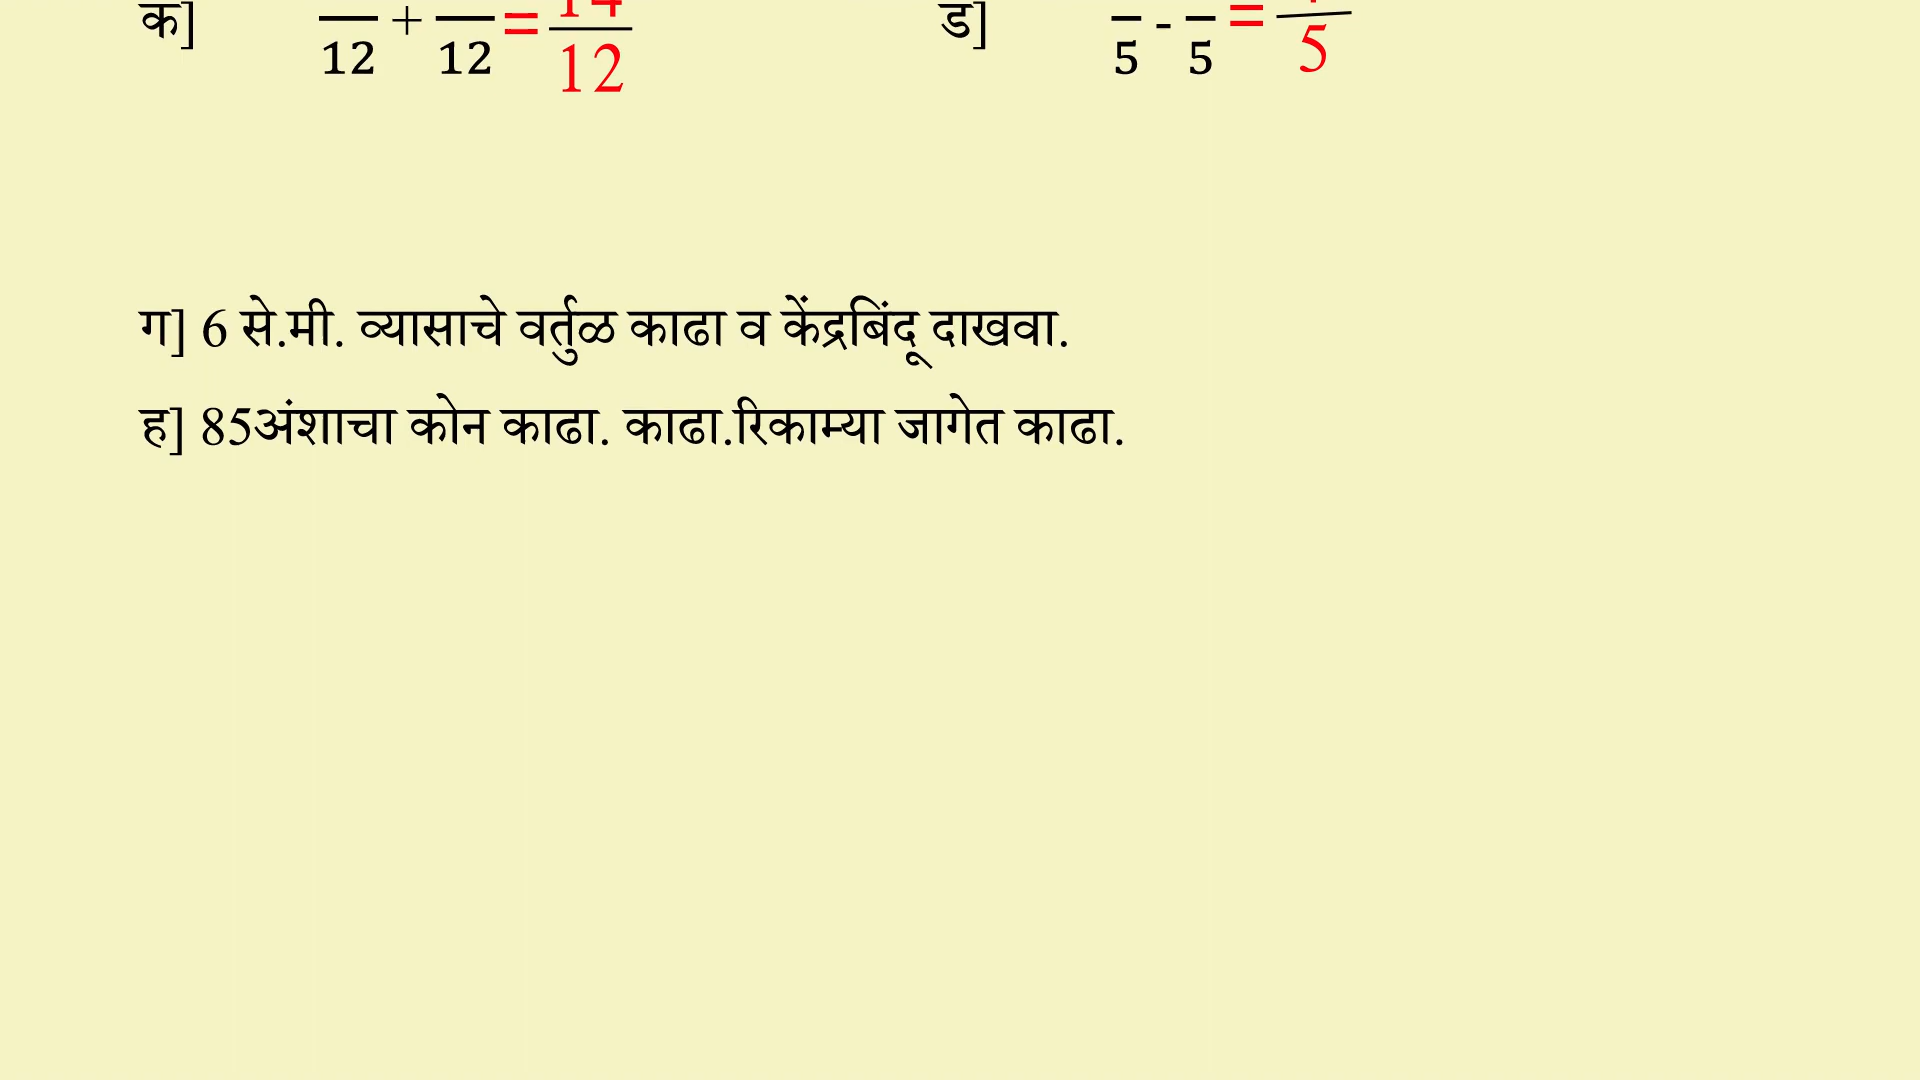 क] 12 + 12 = 14/12 ड] 5 - 5 = 5
ग] 6 से.मी. व्यासाचे वर्तुळ काढा व केंद्रबिंदू दाखवा.
ह] 85अंशाचा कोन काढा. काढा.रिकाम्या जागेत काढा.